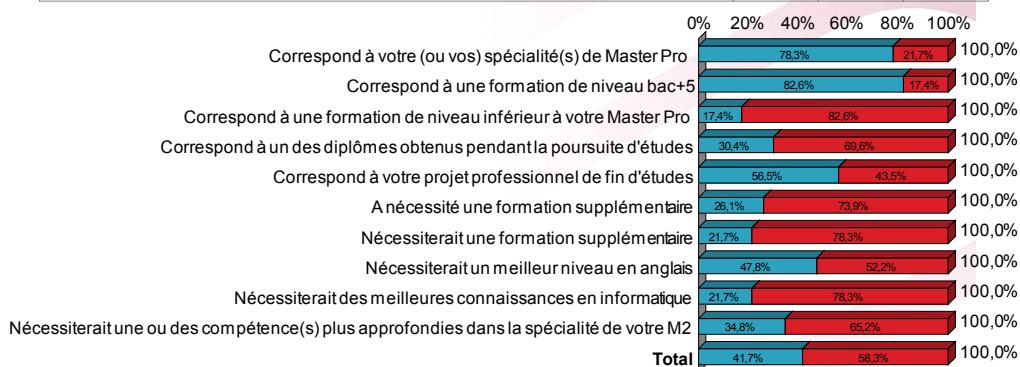 0% 20% 40% 60% 80% 100%
Correspond à votre (ou vos) spécialité(s) de Master Pro 78,3% 21,7% 100,0%
Correspond à une formation de niveau bac+5 82,6% 17,4% 100,0%
Correspond à une formation de niveau inférieur à votre Master Pro 17,4% 82,6% 100,0%
Correspond à un des diplômes obtenus pendant la poursuite d'études 30,4% 69,6% 100,0%
Correspond à votre projet professionnel de fin d'études 56,5% 43,5% 100,0%
A nécessité une formation supplémentaire 26,1% 73,9% 100,0%
Nécessiterait une formation supplémentaire 21,7% 78,3% 100,0%
Nécessiterait un meilleur niveau en anglais 47,8% 52,2% 100,0%
Nécessiterait des meilleures connaissances en informatique 21,7% 78,3% 100,0%
Nécessiterait une ou des compétence(s) plus approfondies dans la spécialité de votre M2 34,8% 65,2% 100,0%
Total 41,7% 58,3% 100,0%